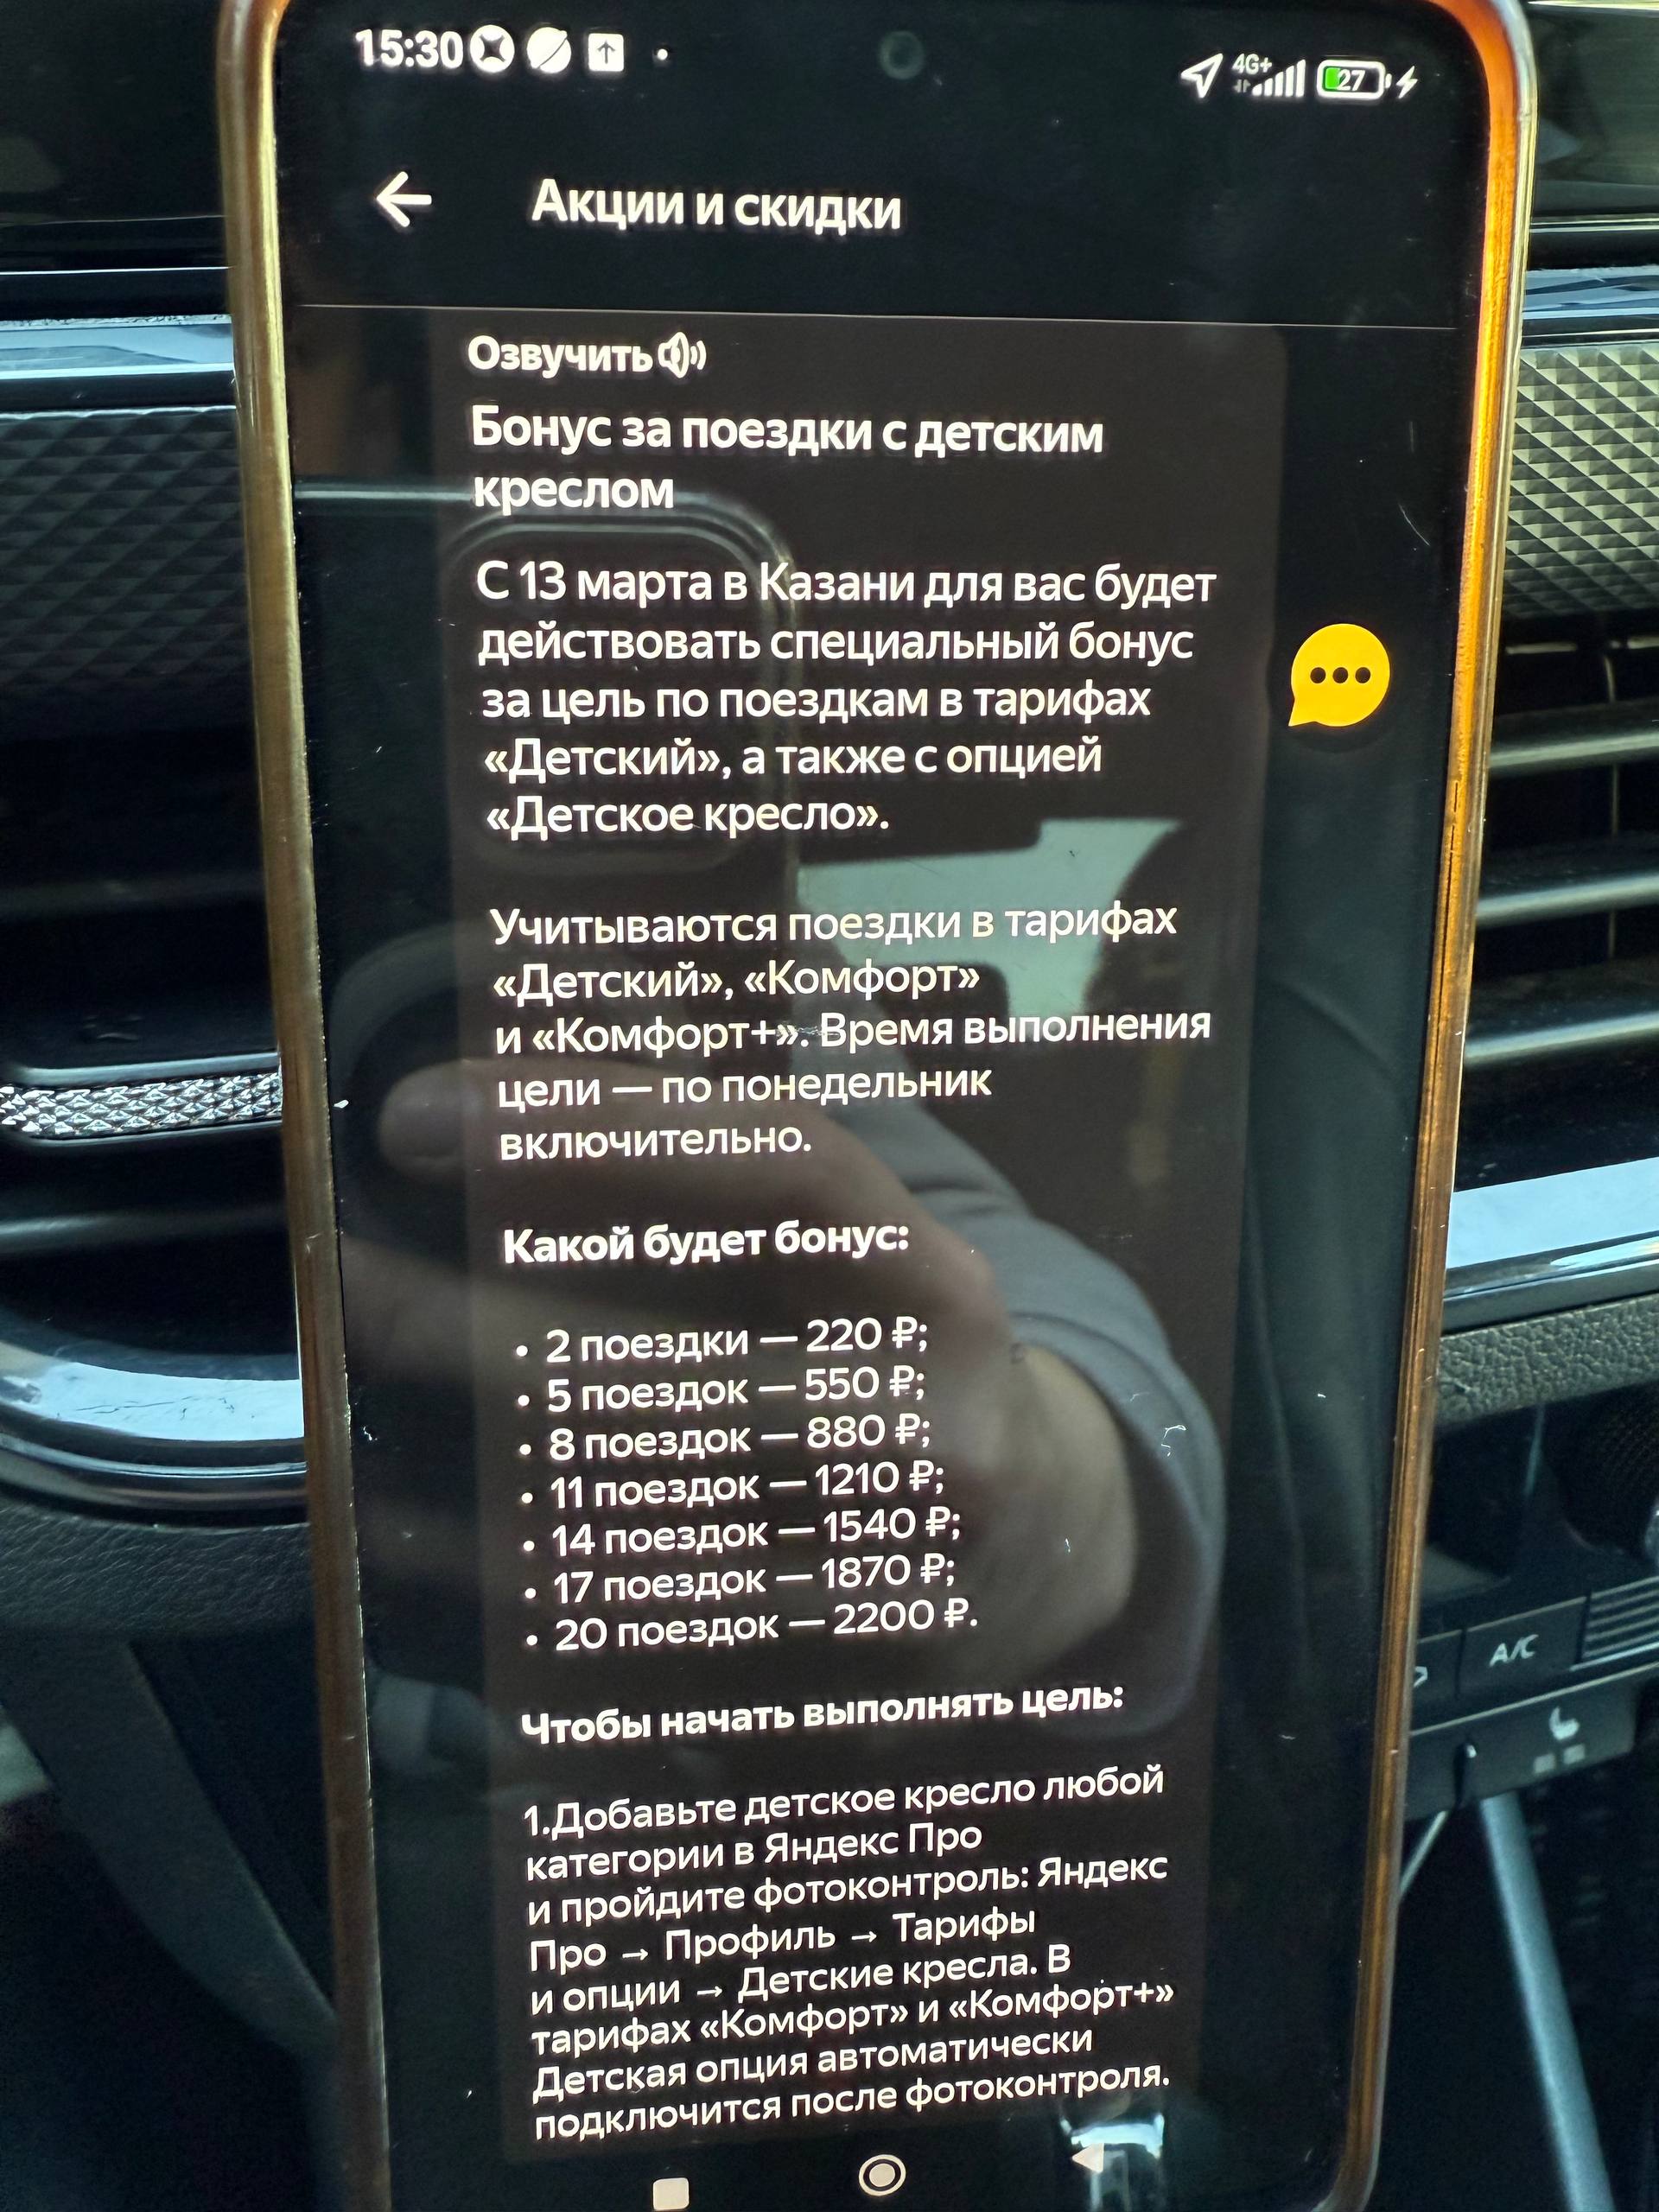 15:30
4G+
27
Акции и скидки
Озвучить
Бонус за поездки с детским
креслом
С 13 марта в Казани для вас будет
действовать специальный бонус
за цель по поездкам в тарифах
«Детский», а также с опцией
«Детское кресло».
Учитываются поездки в тарифах
«Детский», «Комфорт»
и «Комфорт+». Время выполнения
цели — по понедельник
включительно.
Какой будет бонус:
• 2 поездки — 220 ₽;
• 5 поездок — 550 ₽;
• 8 поездок — 880 ₽;
• 11 поездок — 1210 ₽;
• 14 поездок — 1540 ₽;
• 17 поездок — 1870 ₽;
• 20 поездок — 2200 ₽.
Чтобы начать выполнять цель:
1.Добавьте детское кресло любой
категории в Яндекс Про
и пройдите фотоконтроль: Яндекс
Про → Профиль → Тарифы
и опции → Детские кресла. В
тарифах «Комфорт» и «Комфорт+»
Детская опция автоматически
подключится после фотоконтроля.
A/C